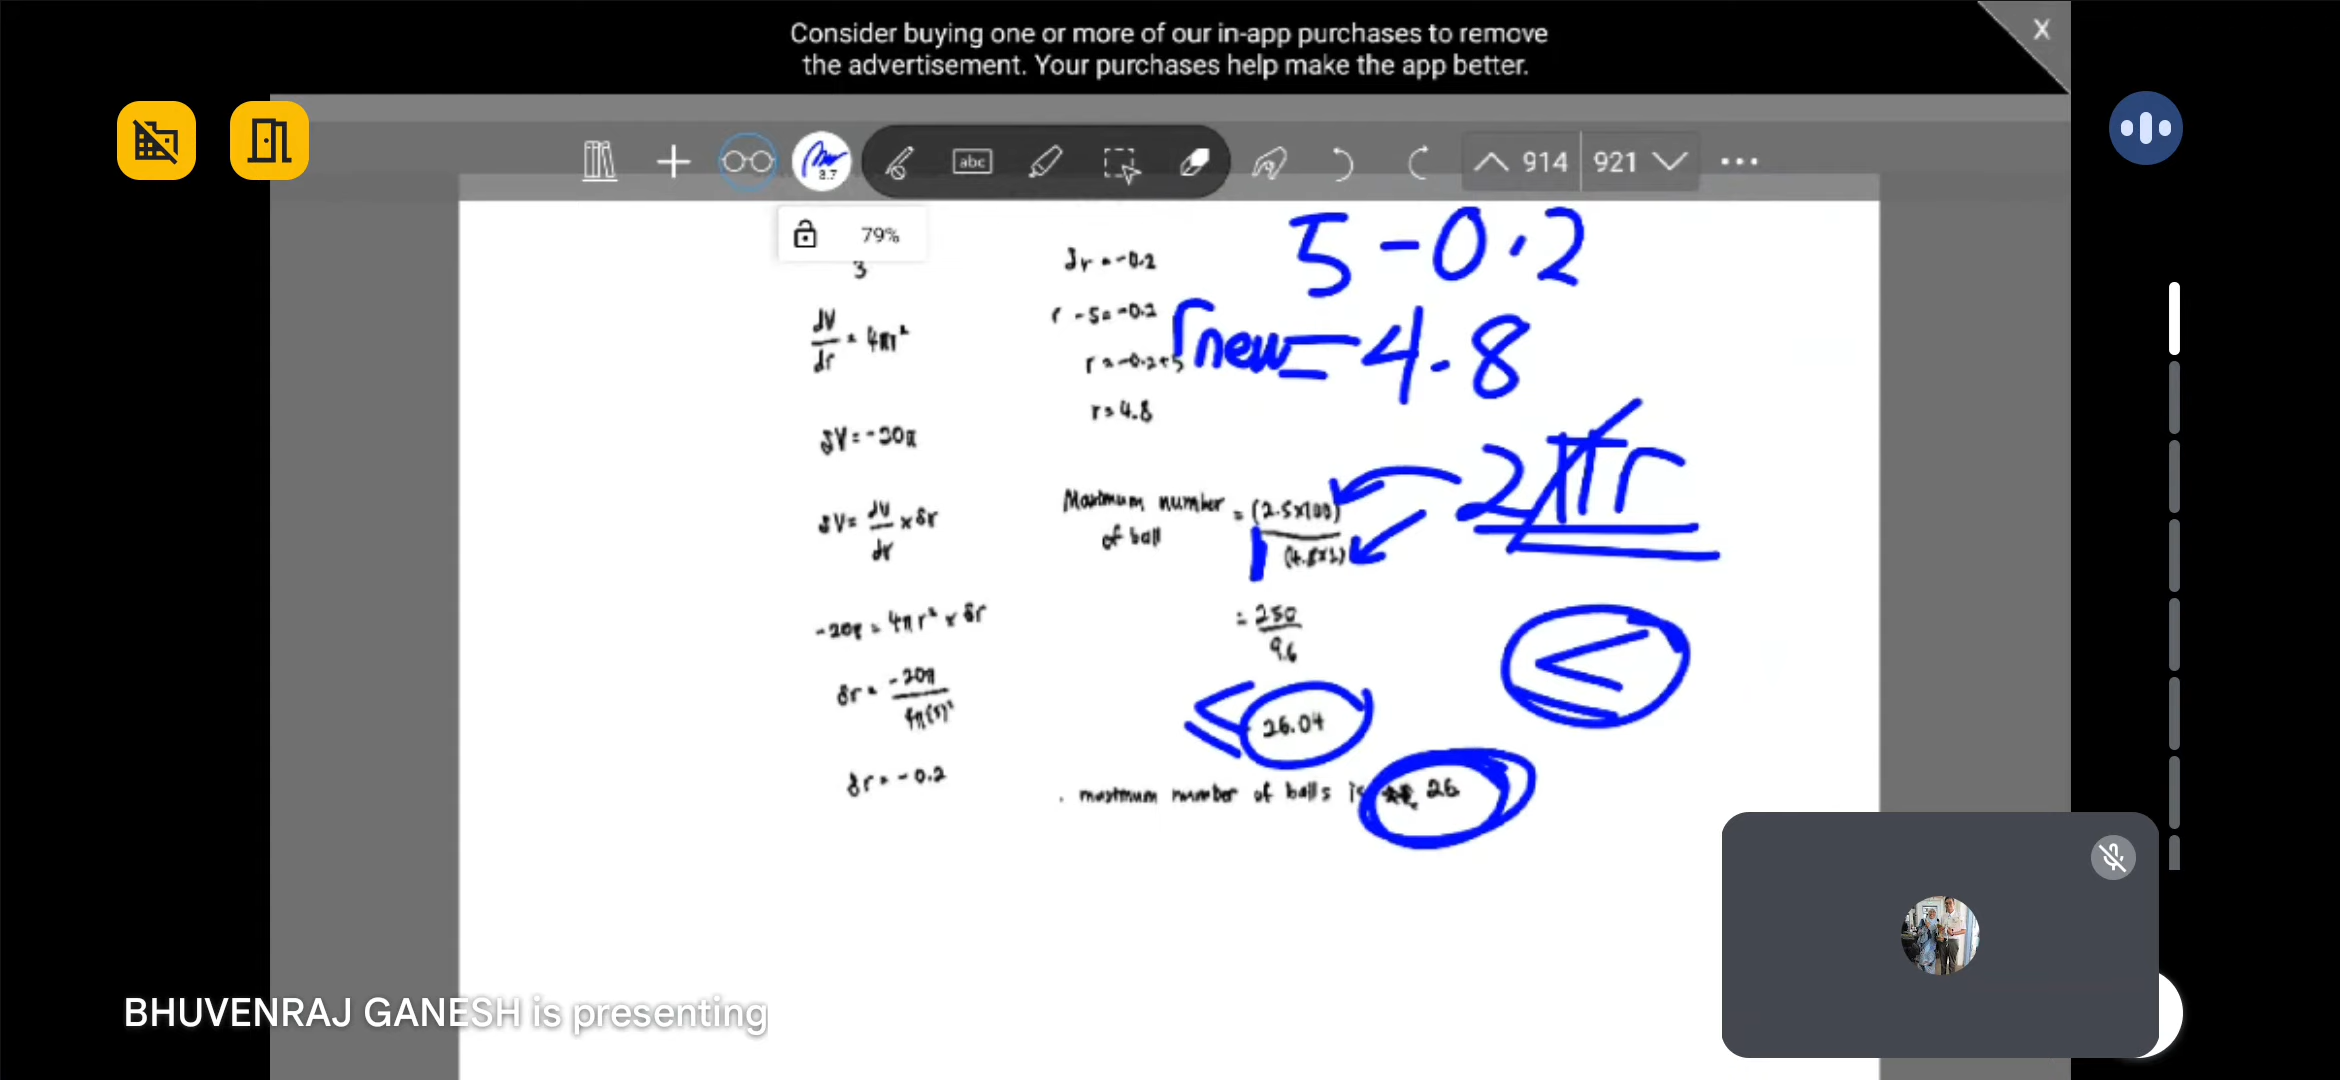 Consider buying one or more of our in-app purchases to remove
the advertisement. Your purchases help make the app better.
X
abc
8.7
914
921
79%
3
dV/dr = 4πr²
δV = -20π
δV = dV/dr × δr
-20π = 4πr² × δr
δr = -20π/4π(5)²
δr = -0.2
δr = -0.2
r - 5 = -0.2
r = -0.2+5
r = 4.8
5 - 0.2
rnew = 4.8
2πr
Maximum number of ball = (2.5×100)/(4.8×2)
= 250/9.6
< 26.04
<
maximum number of balls is 26
BHUVENRAJ GANESH is presenting